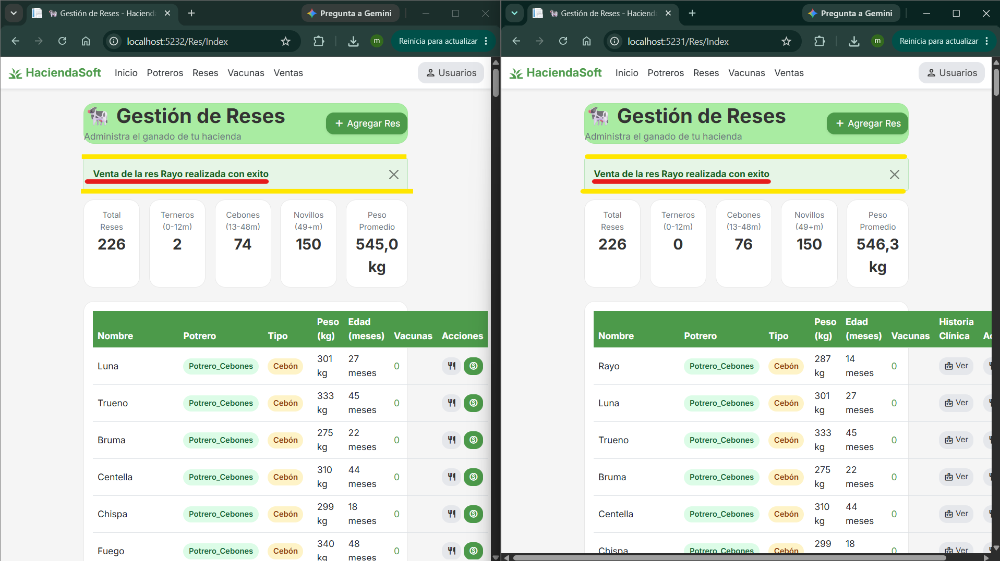 Gestión de Reses - Haciend
Pregunta a Gemini
localhost:5232/Res/Index
m
Reinicia para actualizar
HaciendaSoft
Inicio
Potreros
Reses
Vacunas
Ventas
Usuarios
Gestión de Reses
Administra el ganado de tu hacienda
+ Agregar Res
Venta de la res Rayo realizada con exito
Total
Reses
226
Terneros
(0-12m)
2
Cebones
(13-48m)
74
Novillos
(49+m)
150
Peso
Promedio
545,0
kg
Nombre Potrero Tipo Peso (kg) Edad (meses) Vacunas Acciones
Luna Potrero_Cebones Cebón 301 kg 27 meses 0
Trueno Potrero_Cebones Cebón 333 kg 45 meses 0
Bruma Potrero_Cebones Cebón 275 kg 22 meses 0
Centella Potrero_Cebones Cebón 310 kg 44 meses 0
Chispa Potrero_Cebones Cebón 299 kg 18 meses 0
Fuego Potrero_Cebones Cebón 340 kg 48 meses 0
Gestión de Reses - Haciend
Pregunta a Gemini
localhost:5231/Res/Index
m
Reinicia para actualizar
HaciendaSoft
Inicio
Potreros
Reses
Vacunas
Ventas
Usuarios
Gestión de Reses
Administra el ganado de tu hacienda
+ Agregar Res
Venta de la res Rayo realizada con exito
Total
Reses
226
Terneros
(0-12m)
0
Cebones
(13-48m)
76
Novillos
(49+m)
150
Peso
Promedio
546,3
kg
Nombre Potrero Tipo Peso (kg) Edad (meses) Vacunas Historia Clínica Ac
Rayo Potrero_Cebones Cebón 287 kg 14 meses 0 Ver
Luna Potrero_Cebones Cebón 301 kg 27 meses 0 Ver
Trueno Potrero_Cebones Cebón 333 kg 45 meses 0 Ver
Bruma Potrero_Cebones Cebón 275 kg 22 meses 0 Ver
Centella Potrero_Cebones Cebón 310 kg 44 meses 0 Ver
Chispa Potrero_Cebones Cebón 299 18 0 Ver